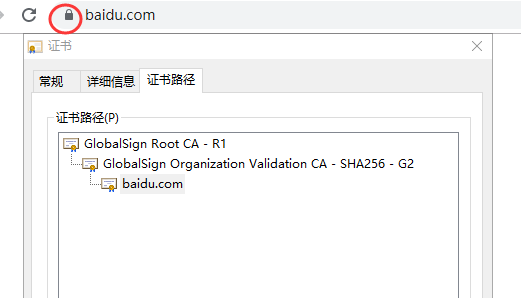 baidu.com
证书
常规 详细信息 证书路径
证书路径(P)
GlobalSign Root CA - R1
GlobalSign Organization Validation CA - SHA256 - G2
baidu.com